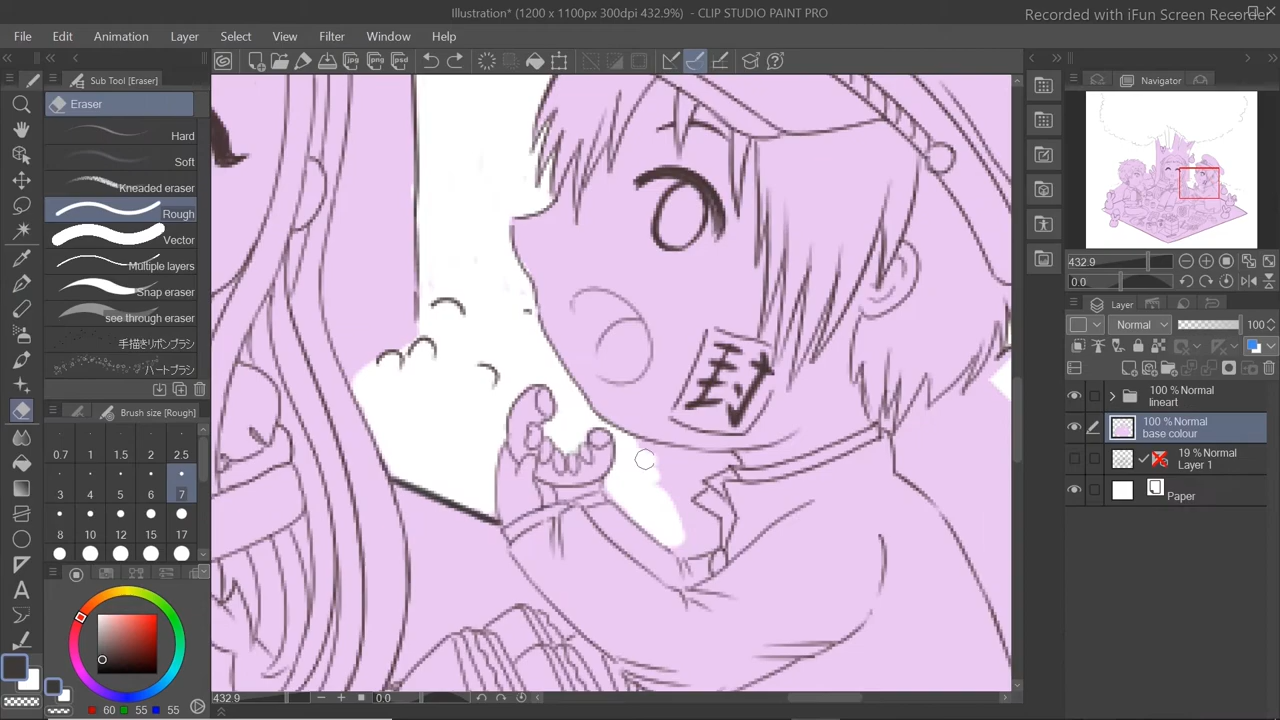 Illustration* (1200 x 1100px 300dpi 432.9%) - CLIP STUDIO PAINT PRO
Recorded with iFun Screen Recorder
File Edit Animation Layer Select View Filter Window Help
Sub Tool [Eraser]
Eraser
Hard
Soft
Kneaded eraser
Rough
Vector
Multiple layers
Snap eraser
see through eraser
手描きリボンブラシ
ハートブラシ
Brush size [Rough]
0.7 1 1.5 2 2.5
3 4 5 6 7
8 10 12 15 17
60 55 55
封
432.9 0.0
Navigator
432.9
0.0
Layer
Normal 100
100 % Normal
lineart
100 % Normal
base colour
19 % Normal
Layer 1
Paper